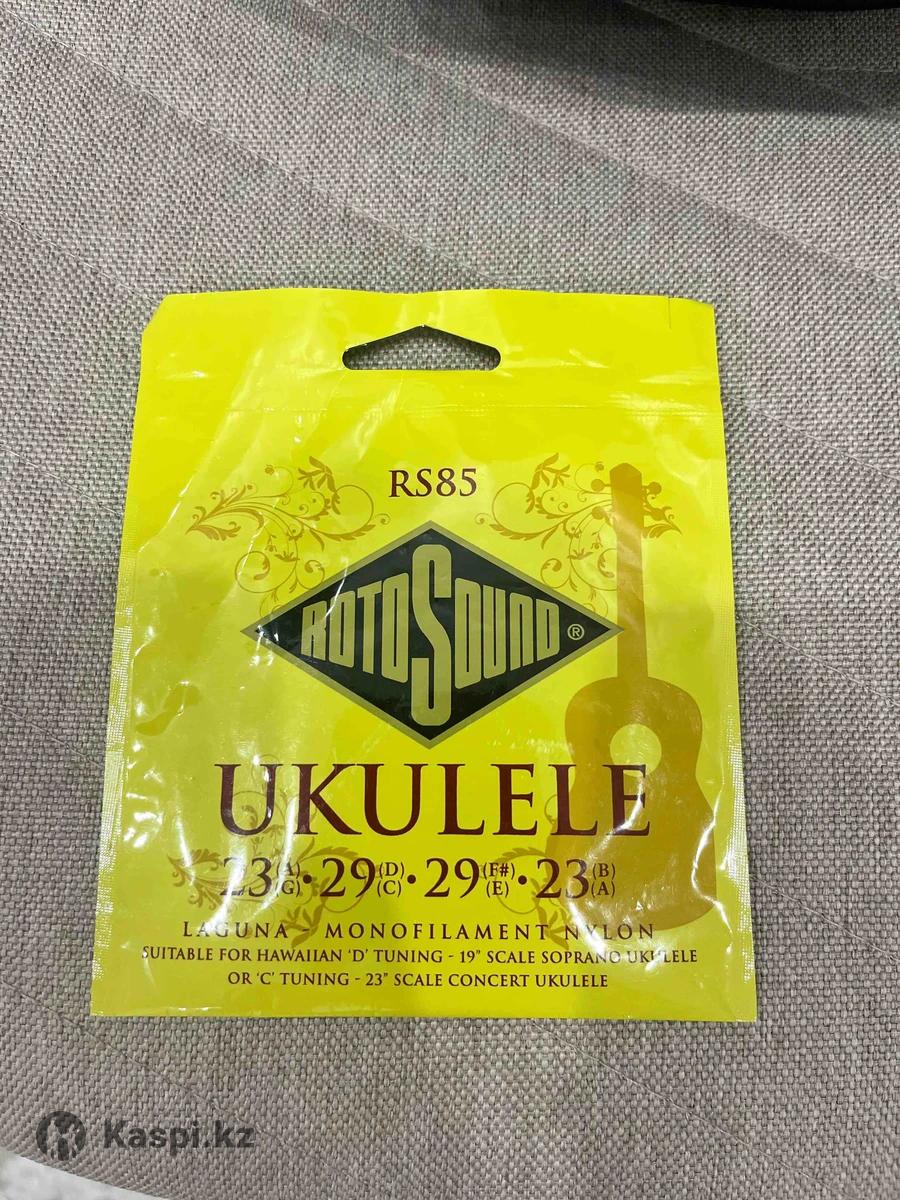 RS85
ROTOSOUND®
UKULELE
23(A)(G)·29(D)(C)·29(F#)(E)·23(B)(A)
LAGUNA - MONOFILAMENT NYLON
SUITABLE FOR HAWAIIAN 'D' TUNING - 19" SCALE SOPRANO UKULELE
OR 'C' TUNING - 23" SCALE CONCERT UKULELE
Kaspi.kz